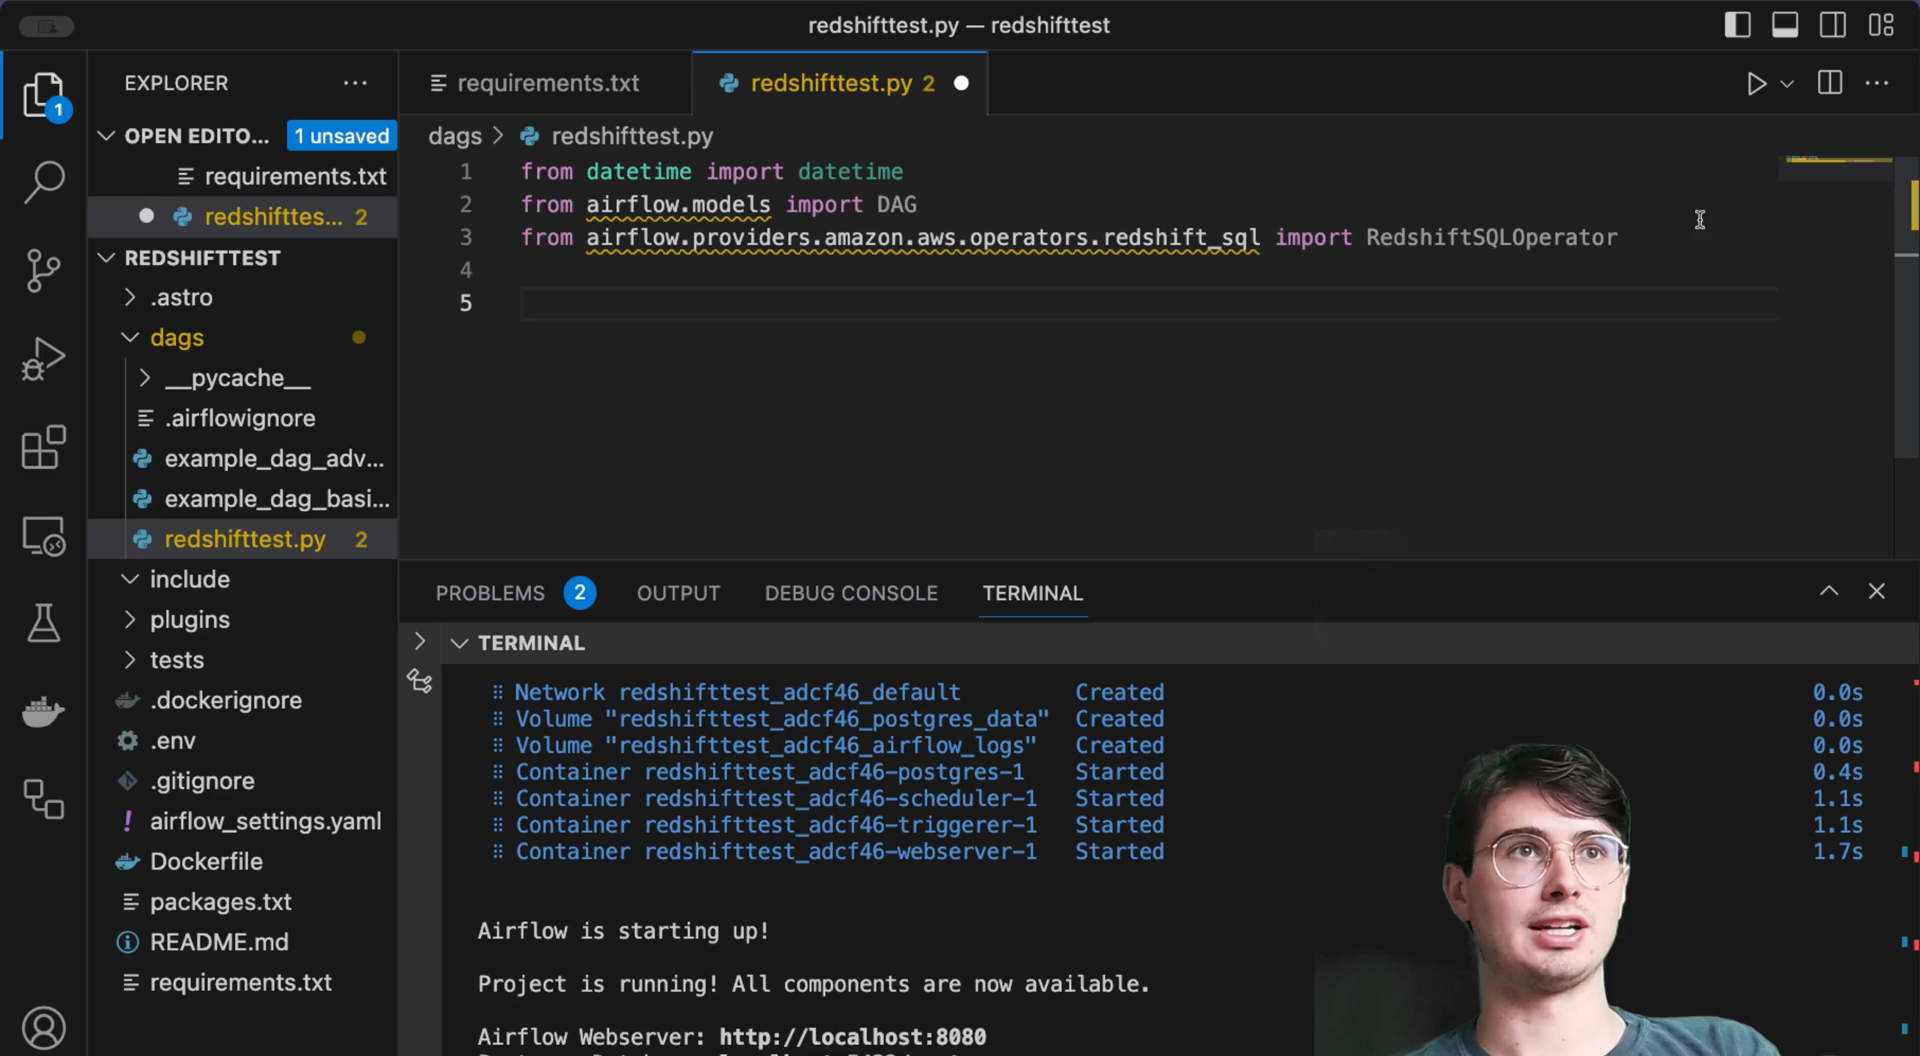 redshifttest.py — redshifttest
EXPLORER
1
OPEN EDITO...
1 unsaved
requirements.txt
redshifttes... 2
REDSHIFTTEST
.astro
dags
__pycache__
.airflowignore
example_dag_adv...
example_dag_basi...
redshifttest.py 2
include
plugins
tests
.dockerignore
.env
.gitignore
! airflow_settings.yaml
Dockerfile
packages.txt
README.md
requirements.txt
requirements.txt
redshifttest.py 2
dags > redshifttest.py
1 from datetime import datetime
2 from airflow.models import DAG
3 from airflow.providers.amazon.aws.operators.redshift_sql import RedshiftSQLOperator
4
5
PROBLEMS 2 OUTPUT DEBUG CONSOLE TERMINAL
TERMINAL
Network redshifttest_adcf46_default Created 0.0s
Volume "redshifttest_adcf46_postgres_data" Created 0.0s
Volume "redshifttest_adcf46_airflow_logs" Created 0.0s
Container redshifttest_adcf46-postgres-1 Started 0.4s
Container redshifttest_adcf46-scheduler-1 Started 1.1s
Container redshifttest_adcf46-triggerer-1 Started 1.1s
Container redshifttest_adcf46-webserver-1 Started 1.7s
Airflow is starting up!
Project is running! All components are now available.
Airflow Webserver: http://localhost:8080